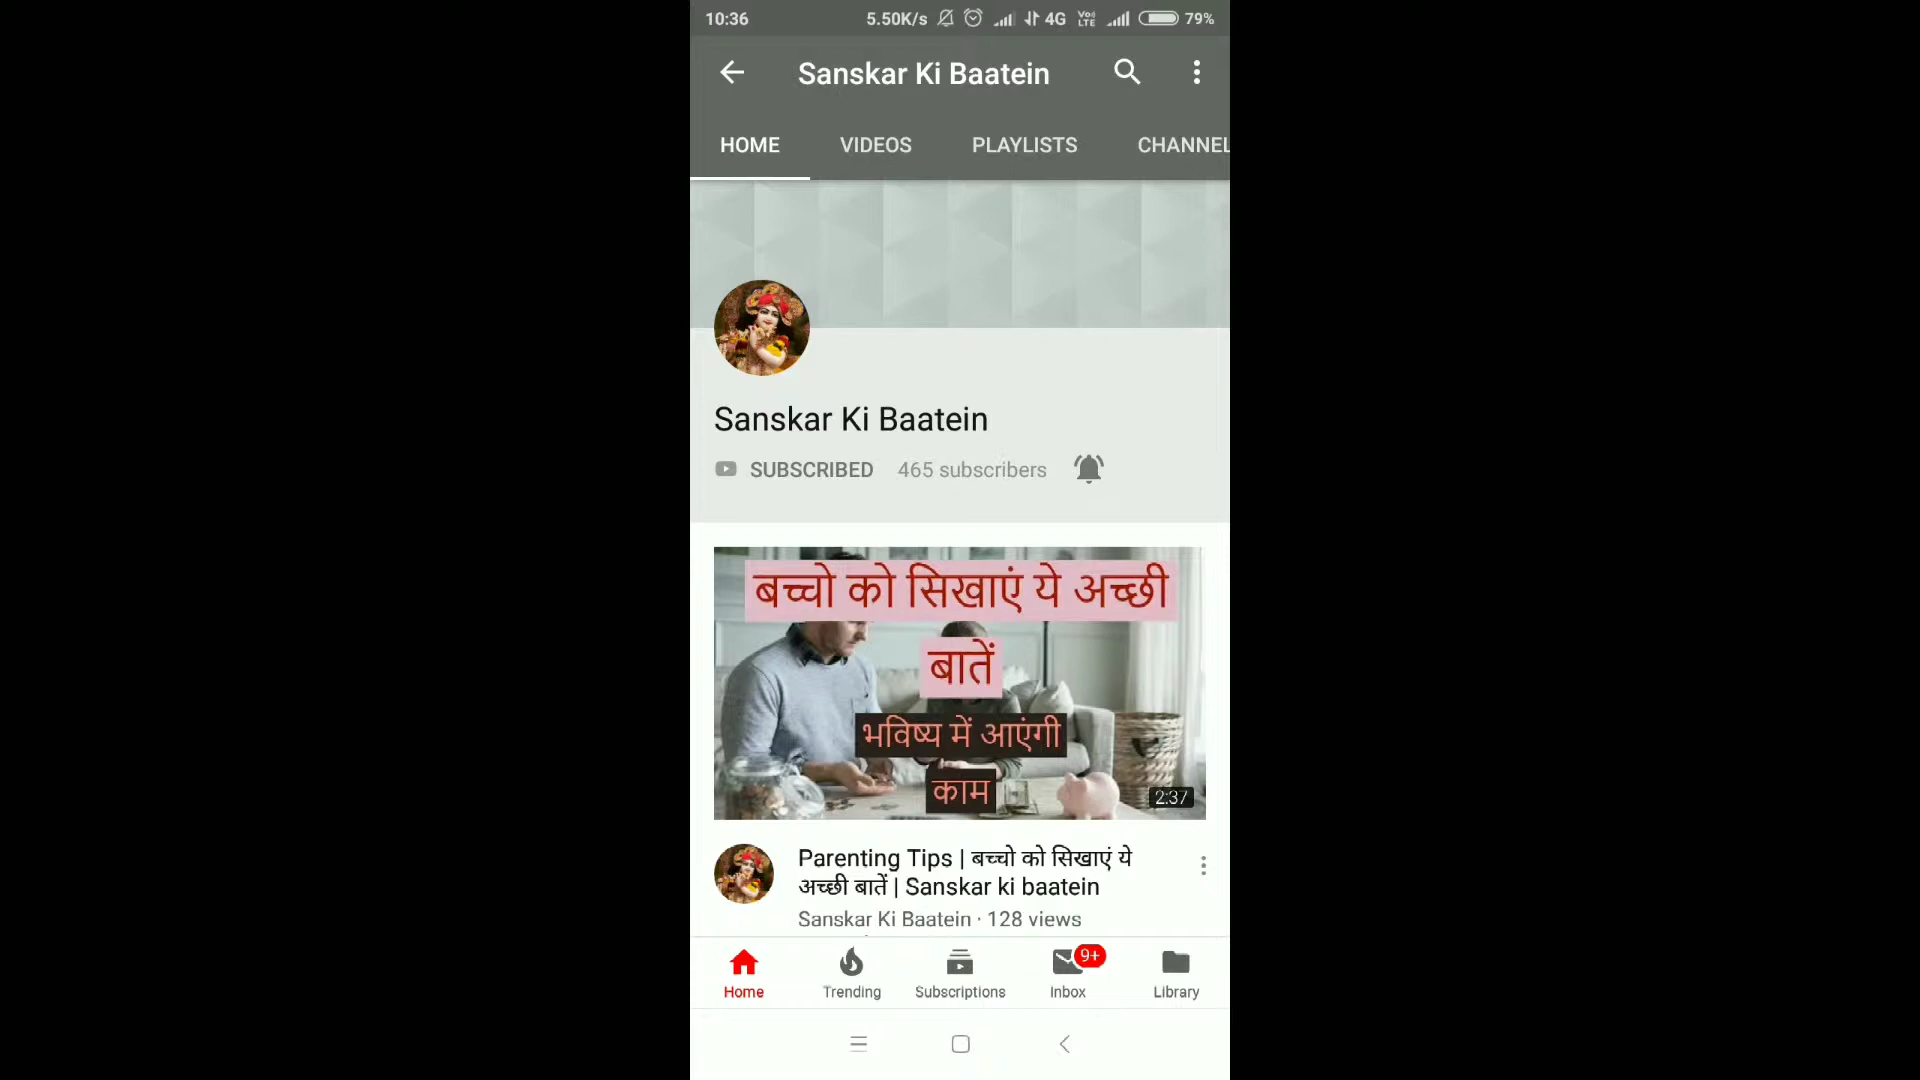 10:36 5.50K/s 4G VoLTE 79%
Sanskar Ki Baatein
HOME VIDEOS PLAYLISTS CHANNEL
Sanskar Ki Baatein
SUBSCRIBED 465 subscribers
बच्चो को सिखाएं ये अच्छी
बातें
भविष्य में आएंगी
काम
2:37
Parenting Tips | बच्चो को सिखाएं ये
अच्छी बातें | Sanskar ki baatein
Sanskar Ki Baatein · 128 views
9+
Home Trending Subscriptions Inbox Library